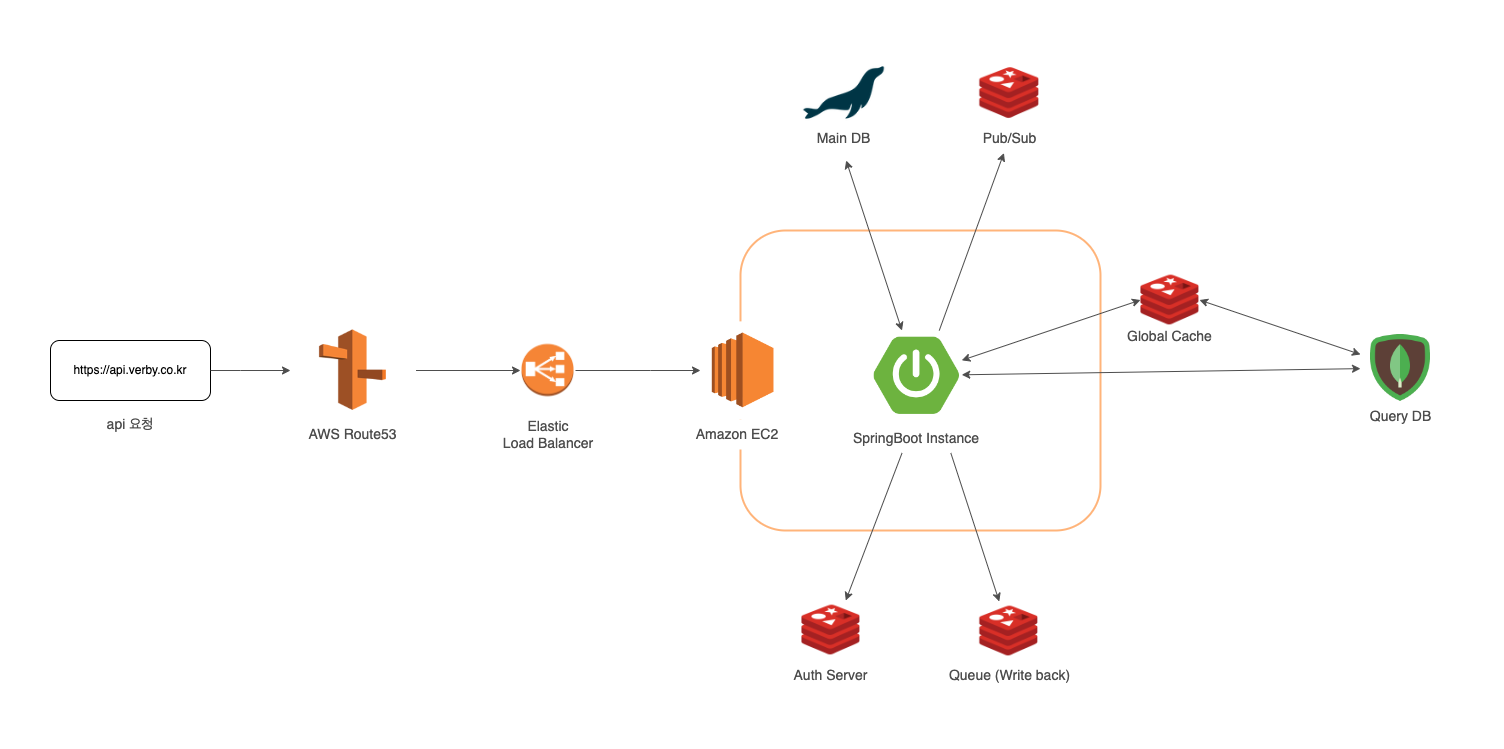 Main DB
Pub/Sub
Global Cache
https://api.verby.co.kr
api 요청
AWS Route53
Elastic
Load Balancer
Amazon EC2
SpringBoot Instance
Query DB
Auth Server
Queue (Write back)